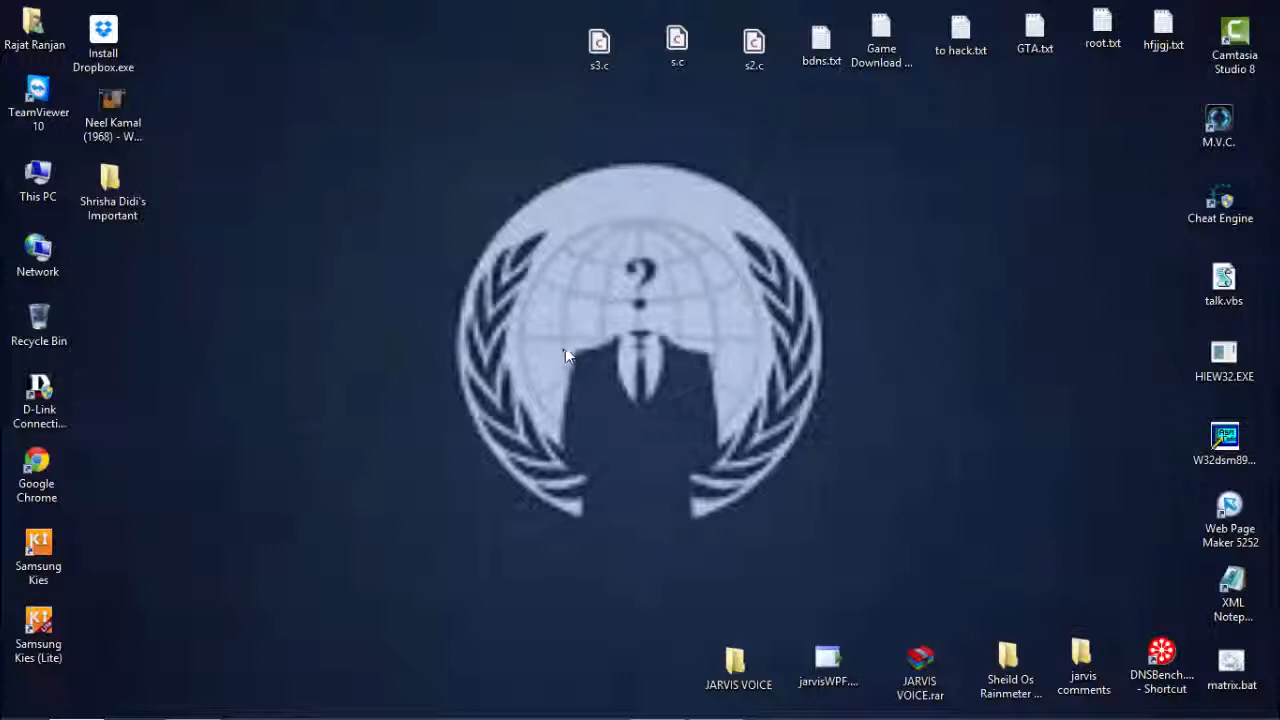 Rajat Ranjan
Install
Dropbox.exe
TeamViewer
10
Neel Kamal
(1968) - W...
This PC
Shrisha Didi's
Important
Network
Recycle Bin
D-Link
Connecti...
Google
Chrome
Samsung
Kies
Samsung
Kies (Lite)
s3.c
s.c
s2.c
bdns.txt
Game
Download ...
to hack.txt
GTA.txt
root.txt
hfjjgj.txt
Camtasia
Studio 8
M.V.C.
Cheat Engine
talk.vbs
HIEW32.EXE
W32dsm89...
Web Page
Maker 5252
XML
Notep...
JARVIS VOICE
jarvisWPF....
JARVIS
VOICE.rar
Sheild Os
Rainmeter ...
jarvis
comments
DNSBench....
- Shortcut
matrix.bat
?